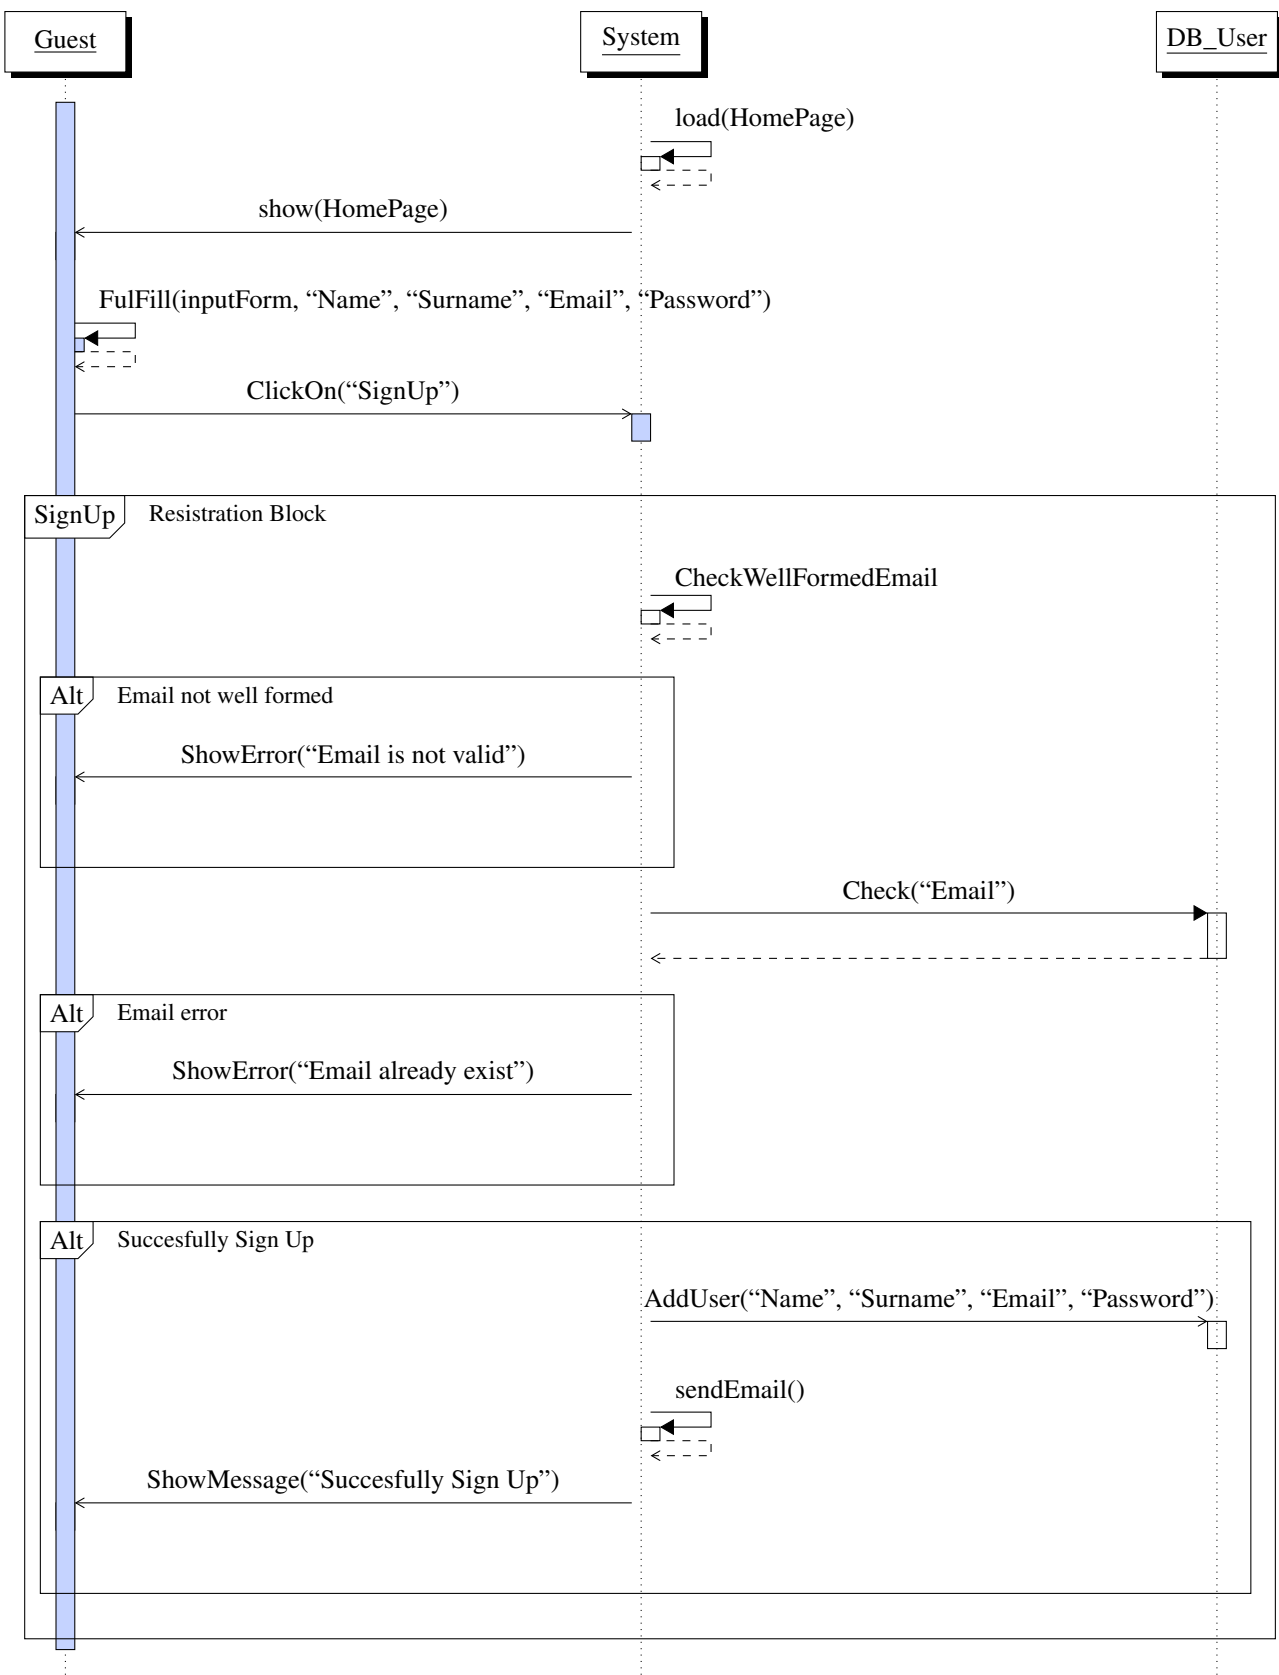 Guest
System
DB_User
load(HomePage)
show(HomePage)
FulFill(inputForm, “Name”, “Surname”, “Email”, “Password”)
ClickOn(“SignUp”)
SignUp
Resistration Block
CheckWellFormedEmail
Alt
Email not well formed
ShowError(“Email is not valid”)
Check(“Email”)
Alt
Email error
ShowError(“Email already exist”)
Alt
Succesfully Sign Up
AddUser(“Name”, “Surname”, “Email”, “Password”)
sendEmail()
ShowMessage(“Succesfully Sign Up”)